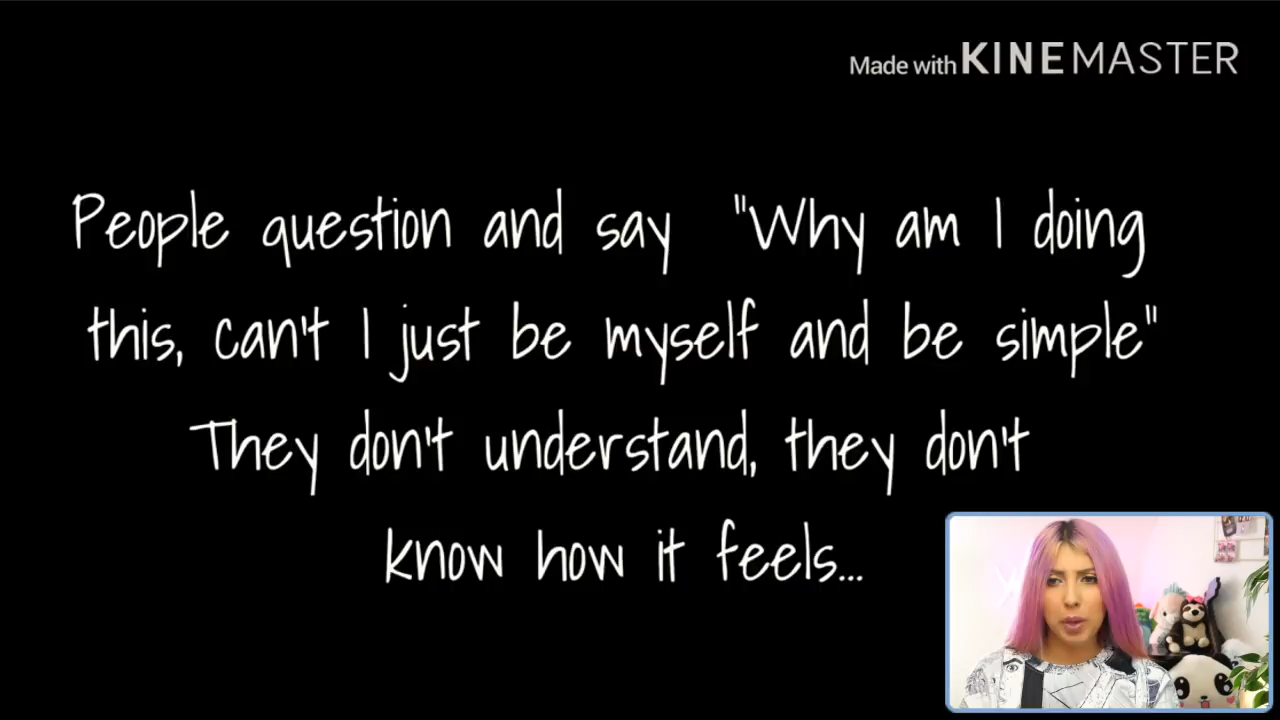 Made with KINEMASTER
People question and say "Why am I doing
this, can't I just be myself and be simple"
They don't understand, they don't
know how it feels...